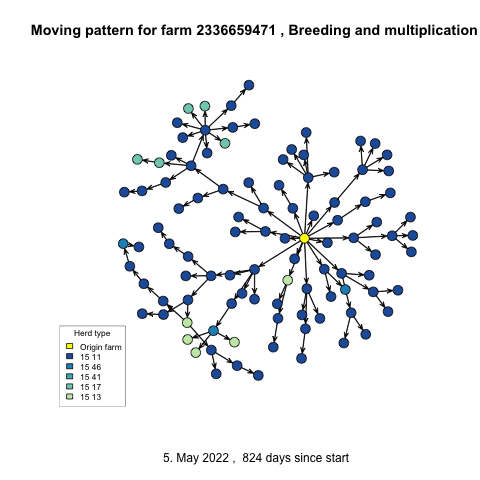 Moving pattern for farm 2336659471 , Breeding and multiplication
Herd type
Origin farm
15 11
15 46
15 41
15 17
15 13
5. May 2022 ,  824 days since start